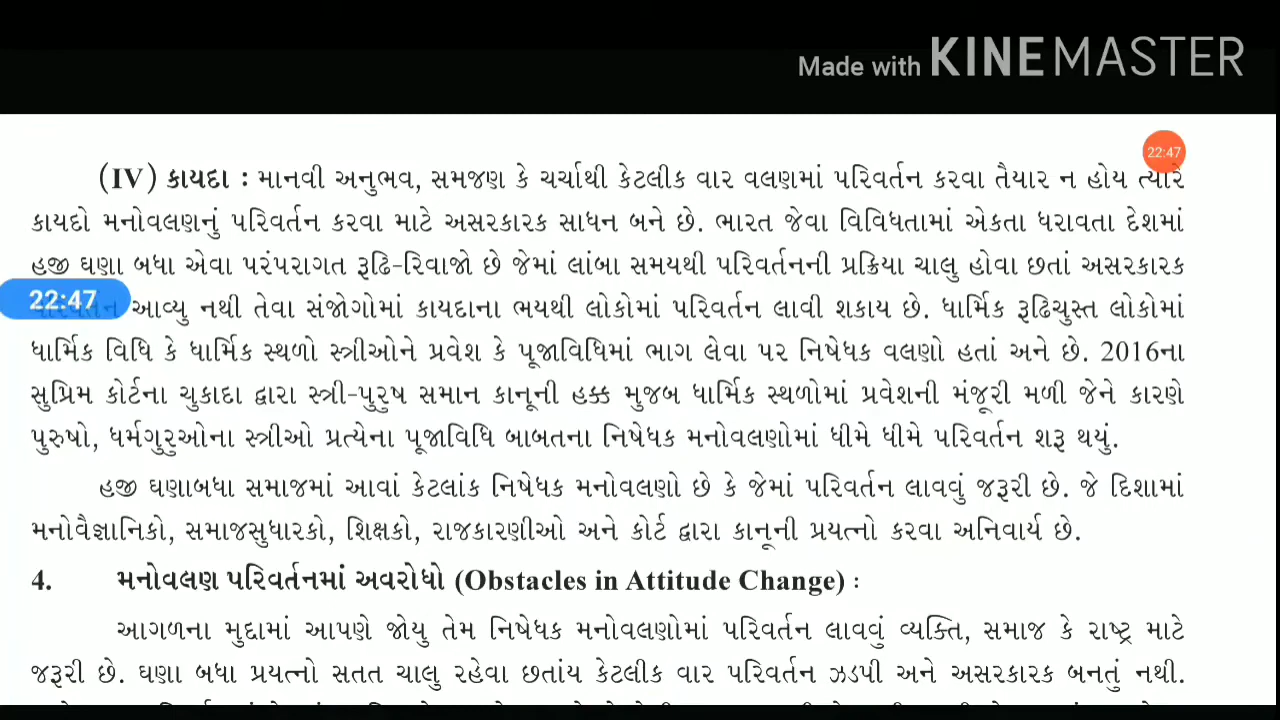 Made with KINEMASTER
22:47
(IV) કાયદા : માનવી અનુભવ, સમજણ કે ચર્ચાથી કેટલીક વાર વલણમાં પરિવર્તન કરવા તૈયાર ન હોય ત્યારે
કાયદો મનોવલણનું પરિવર્તન કરવા માટે અસરકારક સાધન બને છે. ભારત જેવા વિવિધતામાં એકતા ધરાવતા દેશમાં
હજી ઘણા બધા એવા પરંપરાગત રૂઢિ-રિવાજો છે જેમાં લાંબા સમયથી પરિવર્તનની પ્રક્રિયા ચાલુ હોવા છતાં અસરકારક
22:47 આવ્યુ નથી તેવા સંજોગોમાં કાયદાના ભયથી લોકોમાં પરિવર્તન લાવી શકાય છે. ધાર્મિક રૂઢિચુસ્ત લોકોમાં
ધાર્મિક વિધિ કે ધાર્મિક સ્થળો સ્ત્રીઓને પ્રવેશ કે પૂજાવિધિમાં ભાગ લેવા પર નિષેધક વલણો હતાં અને છે. 2016ના
સુપ્રિમ કોર્ટના ચુકાદા દ્વારા સ્ત્રી-પુરુષ સમાન કાનૂની હક્ક મુજબ ધાર્મિક સ્થળોમાં પ્રવેશની મંજૂરી મળી જેને કારણે
પુરુષો, ધર્મગુરુઓના સ્ત્રીઓ પ્રત્યેના પૂજાવિધિ બાબતના નિષેધક મનોવલણોમાં ધીમે ધીમે પરિવર્તન શરૂ થયું.
હજી ઘણાબધા સમાજમાં આવાં કેટલાંક નિષેધક મનોવલણો છે કે જેમાં પરિવર્તન લાવવું જરૂરી છે. જે દિશામાં
મનોવૈજ્ઞાનિકો, સમાજસુધારકો, શિક્ષકો, રાજકારણીઓ અને કોર્ટ દ્વારા કાનૂની પ્રયત્નો કરવા અનિવાર્ય છે.
4. મનોવલણ પરિવર્તનમાં અવરોધો (Obstacles in Attitude Change) :
આગળના મુદ્દામાં આપણે જોયુ તેમ નિષેધક મનોવલણોમાં પરિવર્તન લાવવું વ્યક્તિ, સમાજ કે રાષ્ટ્ર માટે
જરૂરી છે. ઘણા બધા પ્રયત્નો સતત ચાલુ રહેવા છતાંય કેટલીક વાર પરિવર્તન ઝડપી અને અસરકારક બનતું નથી.